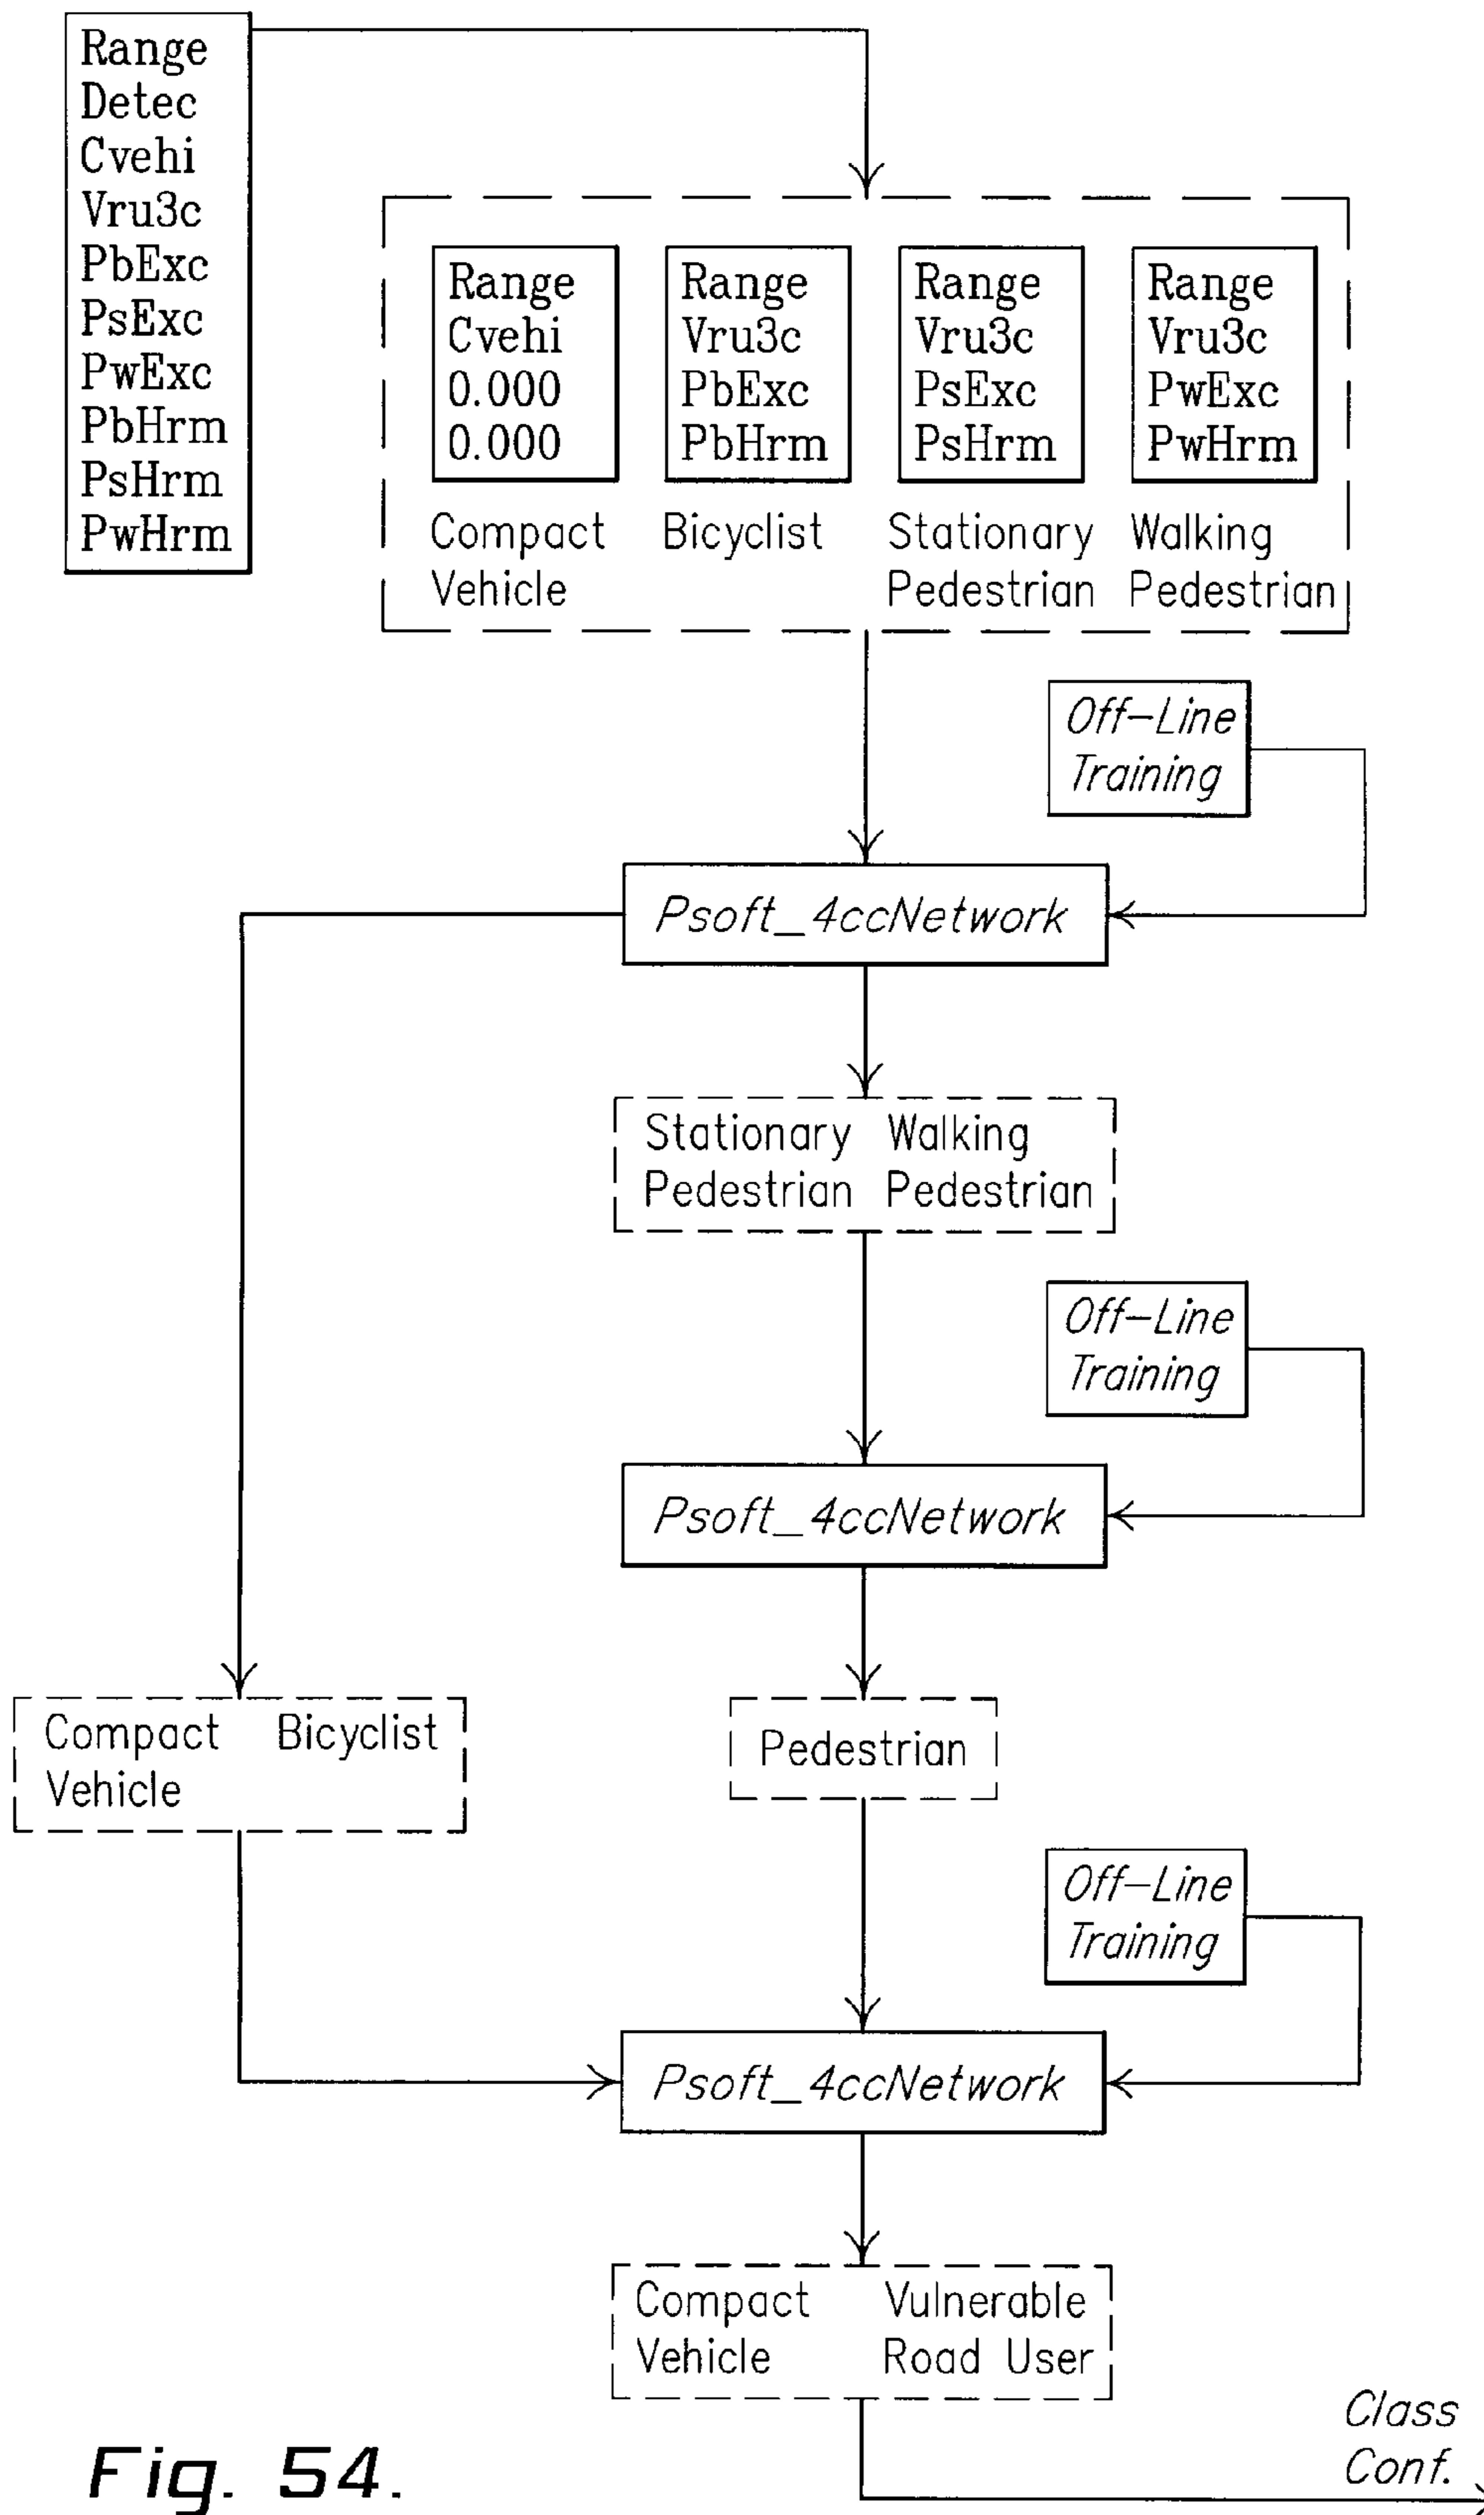 Range
Detec
Cvehi
Vru3c
PbExc
PsExc
PwExc
PbHrm
PsHrm
PwHrm
Range
Cvehi
0.000
0.000
Compact
Vehicle
Range
Vru3c
PbExc
PbHrm
Bicyclist
Range
Vru3c
PsExc
PsHrm
Stationary
Pedestrian
Range
Vru3c
PwExc
PwHrm
Walking
Pedestrian
Off-Line
Training
Psoft_4ccNetwork
Stationary
Pedestrian
Walking
Pedestrian
Off-Line
Training
Psoft_4ccNetwork
Compact
Vehicle
Bicyclist
Pedestrian
Off-Line
Training
Psoft_4ccNetwork
Compact
Vehicle
Vulnerable
Road User
Class
Conf.
Fig. 54.